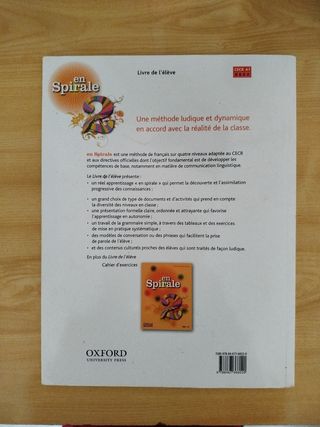 Livre de l'élève
CECR A1
en
Spirale
2
Une méthode ludique et dynamique
en accord avec la réalité de la classe.
en Spirale est une méthode de français sur quatre niveaux adaptée au CECR
et aux directives officielles dont l'objectif fondamental est de développer les
compétences de base, notamment en matière de communication linguistique.
Le Livre de l'élève présente :
• un réel apprentissage « en spirale » qui permet la découverte et l'assimilation
progressive des connaissances :
• un grand choix de type de documents et d'activités qui prend en compte
la diversité des niveaux en classe ;
• une présentation formelle claire, ordonnée et attrayante qui favorise
l'apprentissage en autonomie ;
• un travail de la grammaire simple, à travers des tableaux et des exercices
de mise en pratique systématique ;
• des modèles de conversation ou des phrases qui facilitent la prise
de parole de l'élève ;
• et des contenus culturels proches des élèves qui sont traités de façon ludique.
En plus du Livre de l'élève
Cahier d'exercices
en
Spirale
2
OXFORD
UNIVERSITY PRESS